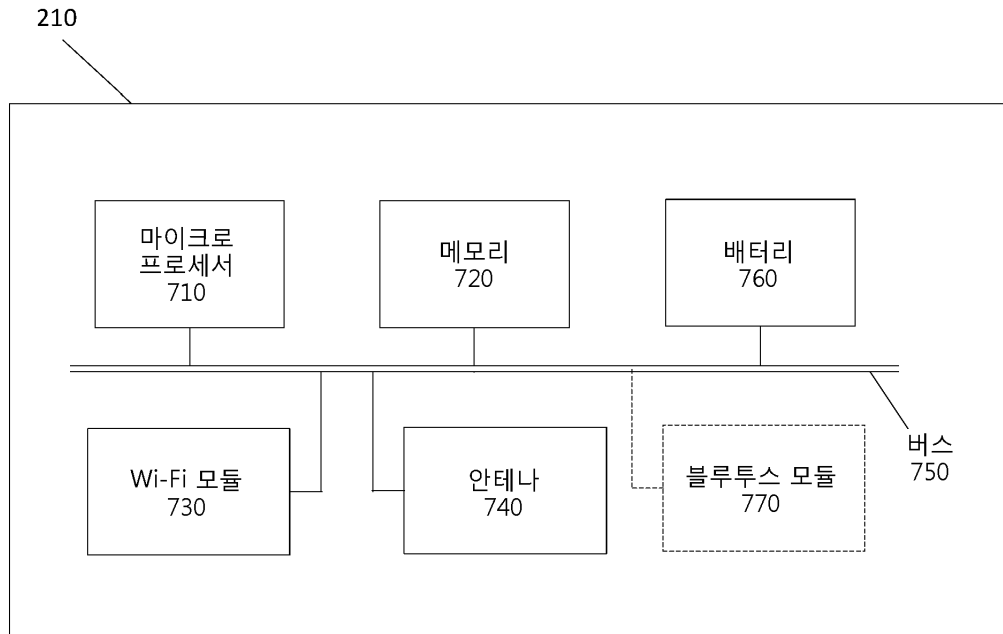 210
마이크로
프로세서
710
메모리
720
배터리
760
Wi-Fi 모듈
730
안테나
740
블루투스 모듈
770
버스
750